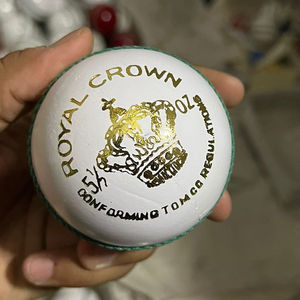 ROYAL CROWN
5½
OZ
CONFORMING TO MCC REGULATIONS